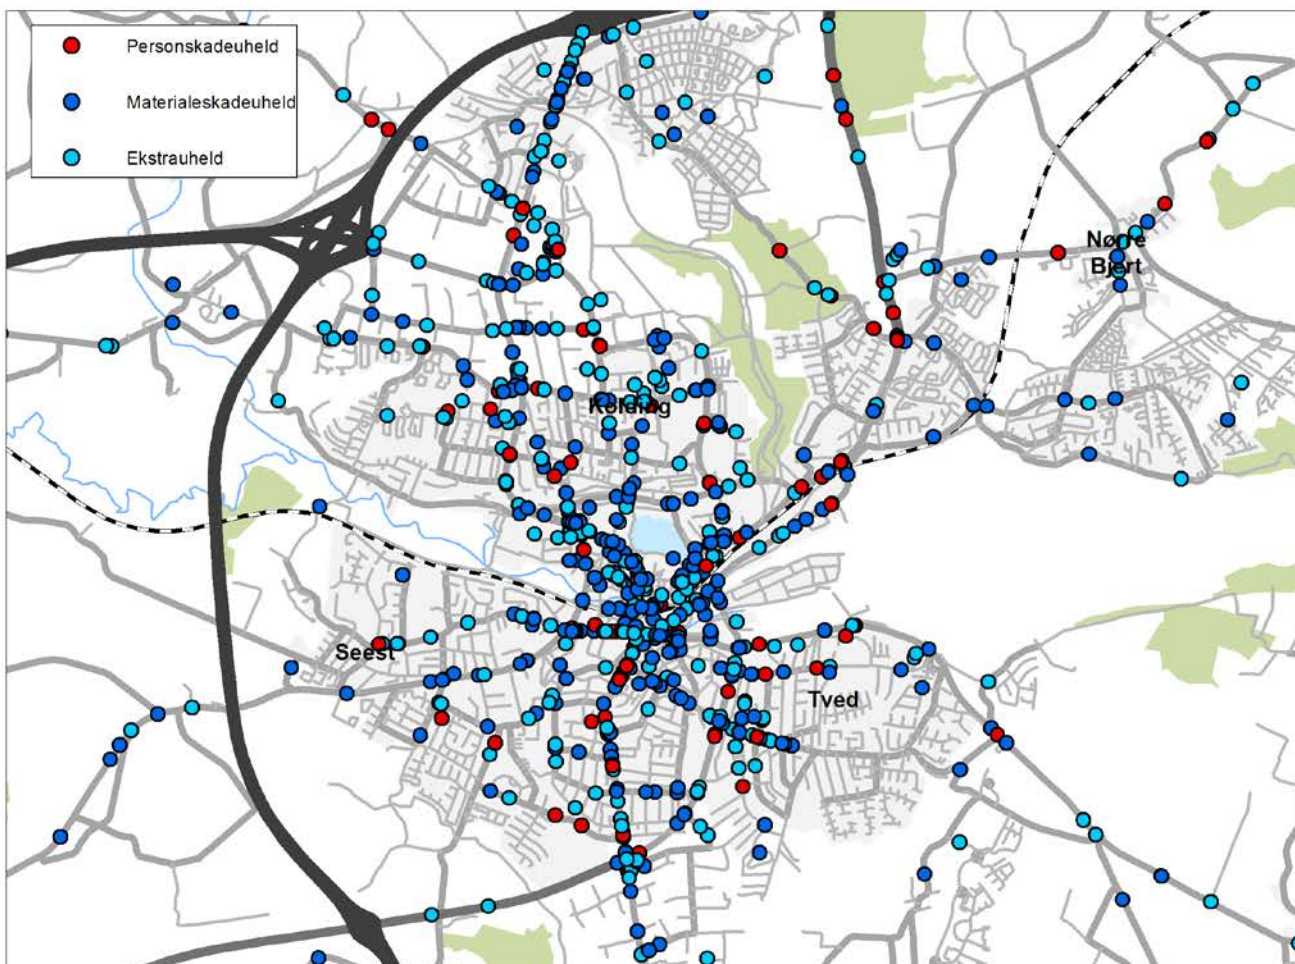 Personskadeuheld
Materialeskadeuheld
Ekstrauheld
Nørre
Bjert
Kolding
Seest
Tved